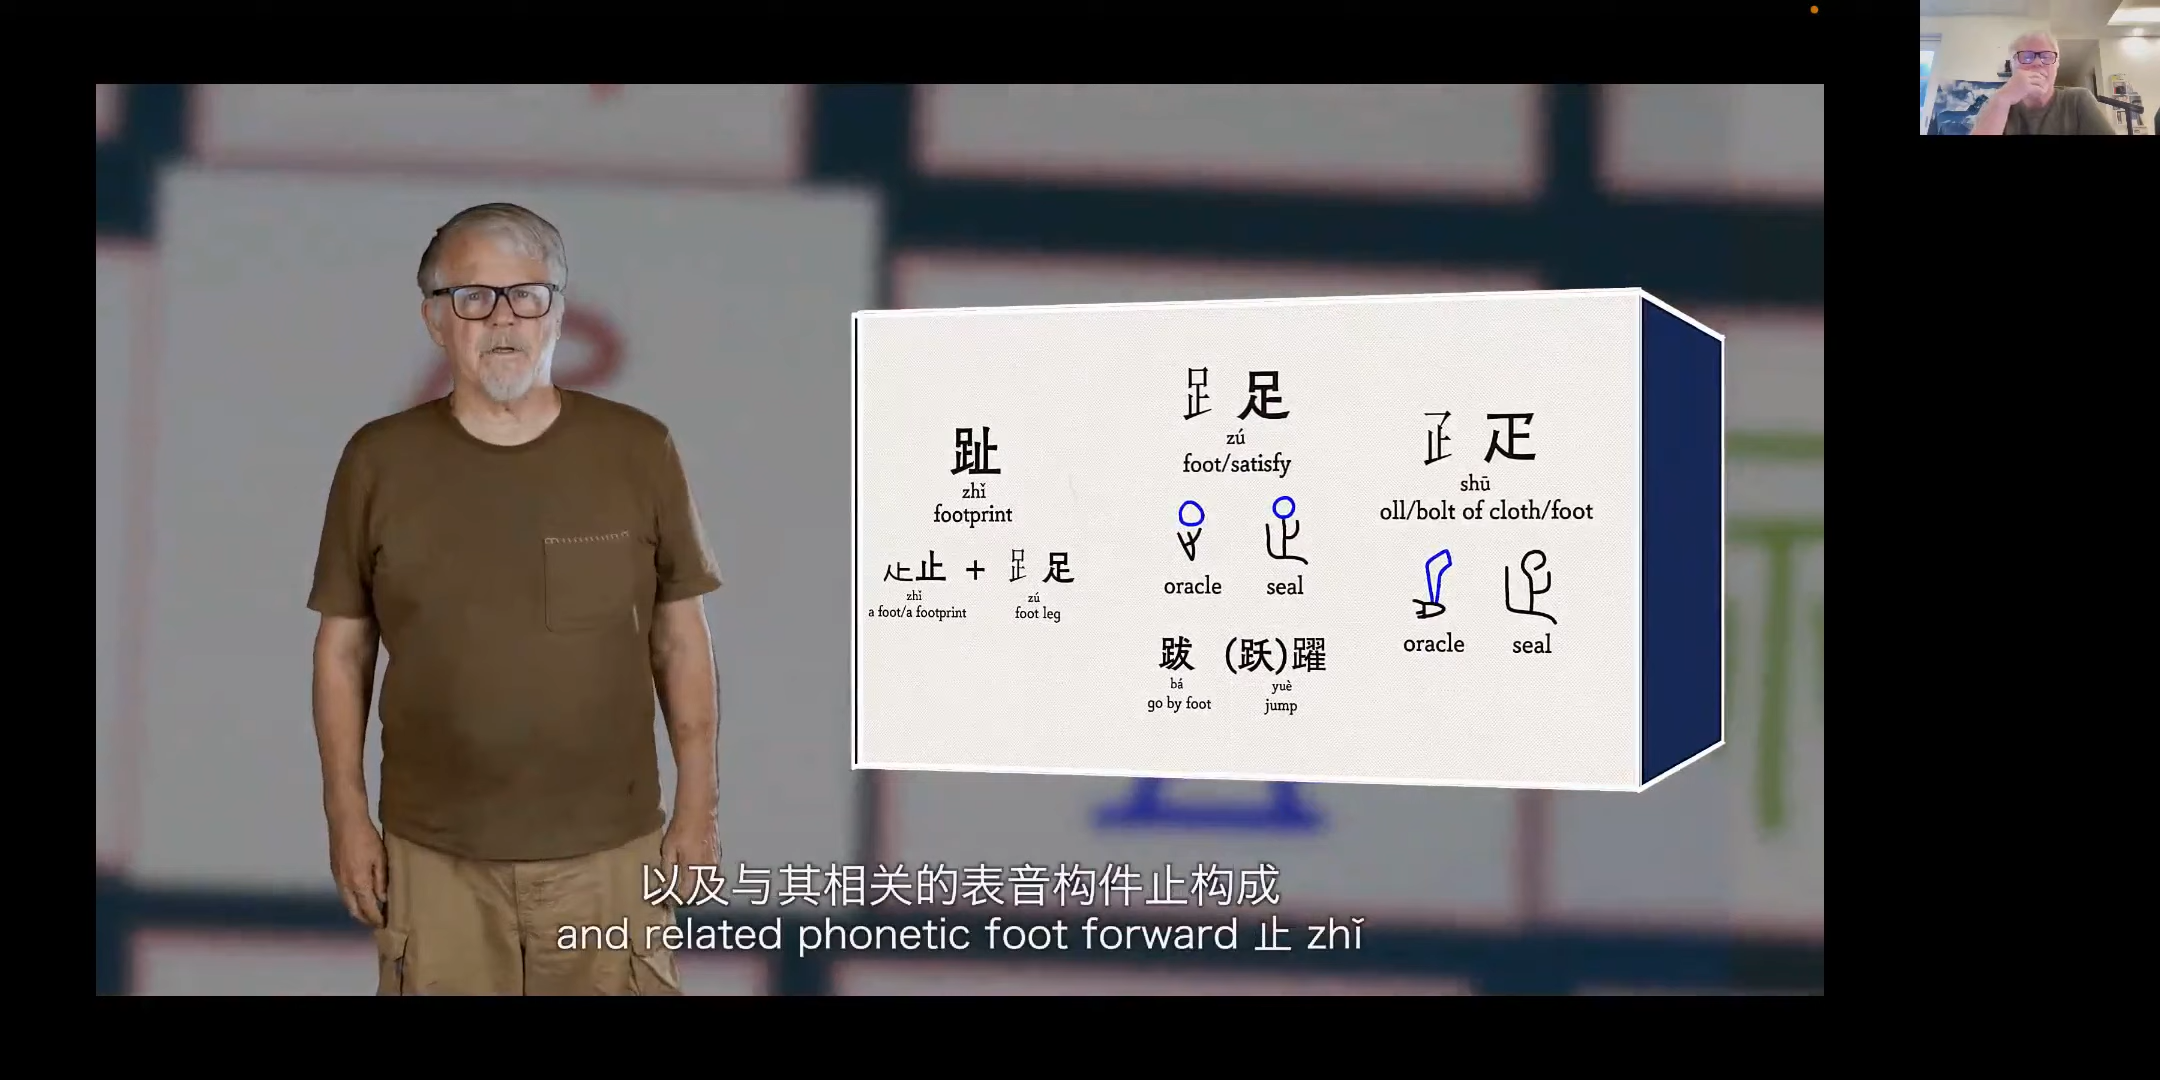 趾
zhǐ
footprint
止 + 足
zhǐ zú
a foot/a footprint foot leg
足
zú
foot/satisfy
oracle seal
跋 (跃)躍
bá yuè
go by foot jump
疋
shū
oll/bolt of cloth/foot
oracle seal
以及与其相关的表音构件止构成
and related phonetic foot forward 止 zhǐ